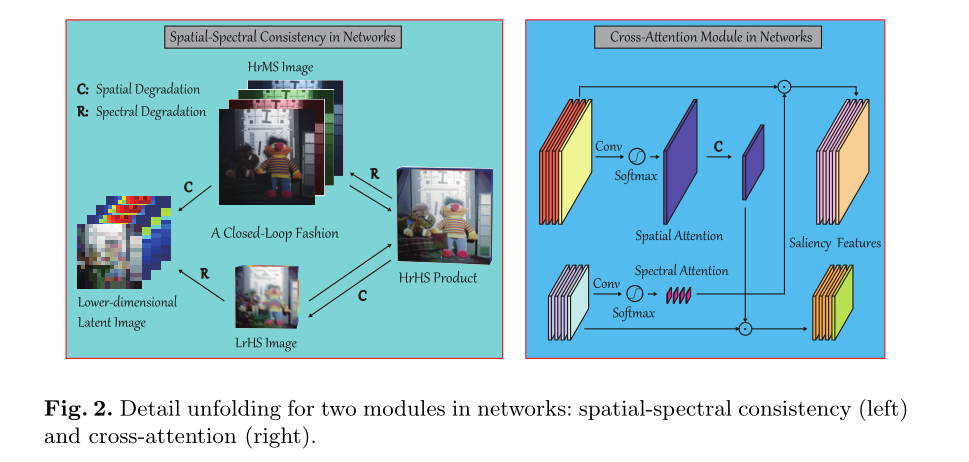 Spatial-Spectral Consistency in Networks
HrMS Image
C: Spatial Degradation
R: Spectral Degradation
C
R
A Closed-Loop Fashion
HrHS Product
R
C
Lower-dimensional
Latent Image
LrHS Image
Cross-Attention Module in Networks
Conv
Softmax
C
Spatial Attention
Saliency Features
Conv
Softmax
Spectral Attention
Fig. 2. Detail unfolding for two modules in networks: spatial-spectral consistency (left)
and cross-attention (right).